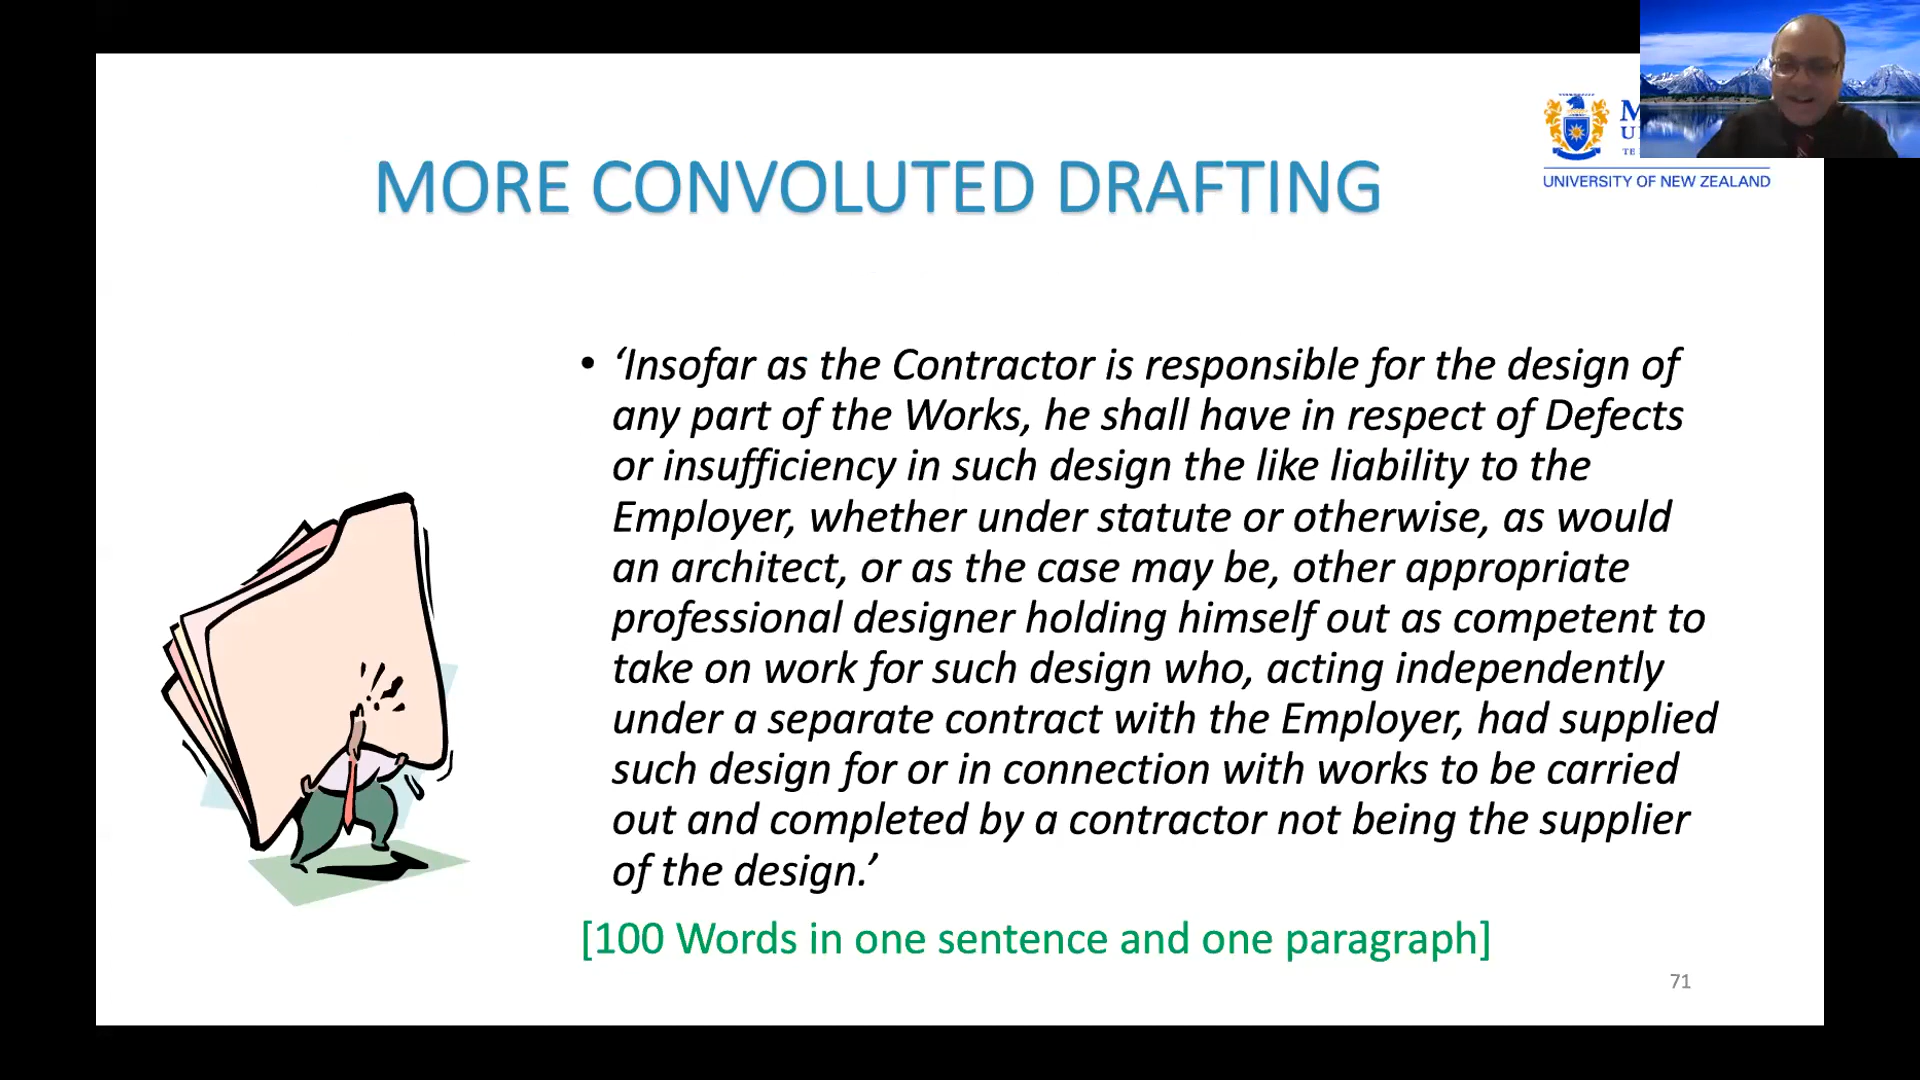 MORE CONVOLUTED DRAFTING
UNIVERSITY OF NEW ZEALAND
• ‘Insofar as the Contractor is responsible for the design of
any part of the Works, he shall have in respect of Defects
or insufficiency in such design the like liability to the
Employer, whether under statute or otherwise, as would
an architect, or as the case may be, other appropriate
professional designer holding himself out as competent to
take on work for such design who, acting independently
under a separate contract with the Employer, had supplied
such design for or in connection with works to be carried
out and completed by a contractor not being the supplier
of the design.’
[100 Words in one sentence and one paragraph]
71